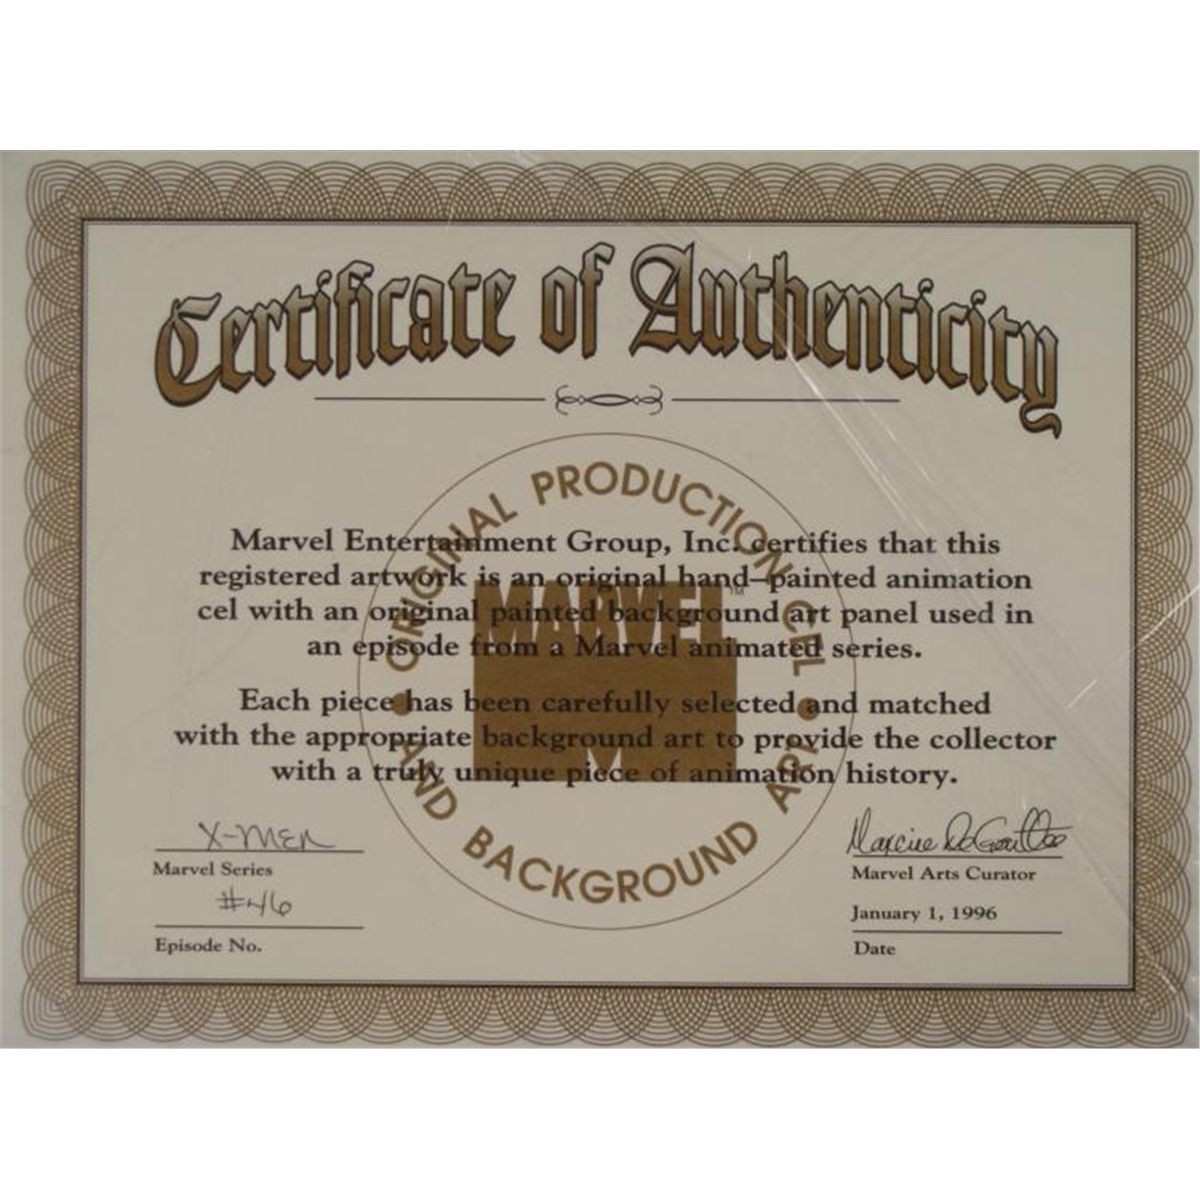 Certificate of Authenticity
ORIGINAL PRODUCTION CEL
AND BACKGROUND ART
MARVEL™
M
Marvel Entertainment Group, Inc. certifies that this
registered artwork is an original hand–painted animation
cel with an original painted background art panel used in
an episode from a Marvel animated series.
Each piece has been carefully selected and matched
with the appropriate background art to provide the collector
with a truly unique piece of animation history.
X-MEN
Marvel Series
#46
Episode No.
Marvel Arts Curator
January 1, 1996
Date